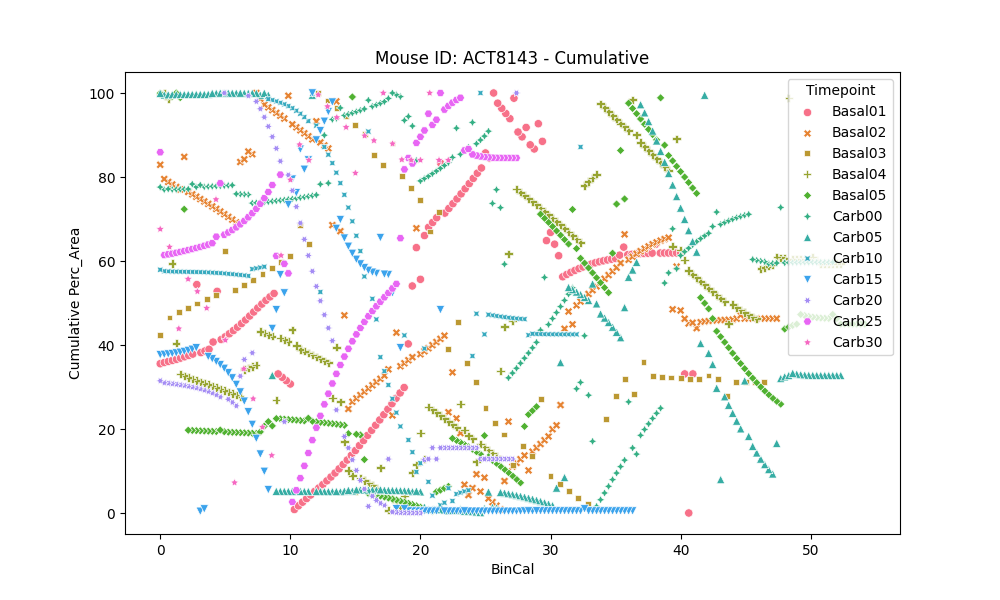 Mouse ID: ACT8143 - Cumulative
Cumulative Perc_Area
100
80
60
40
20
0
0 10 20 30 40 50
BinCal
Timepoint
Basal01
Basal02
Basal03
Basal04
Basal05
Carb00
Carb05
Carb10
Carb15
Carb20
Carb25
Carb30